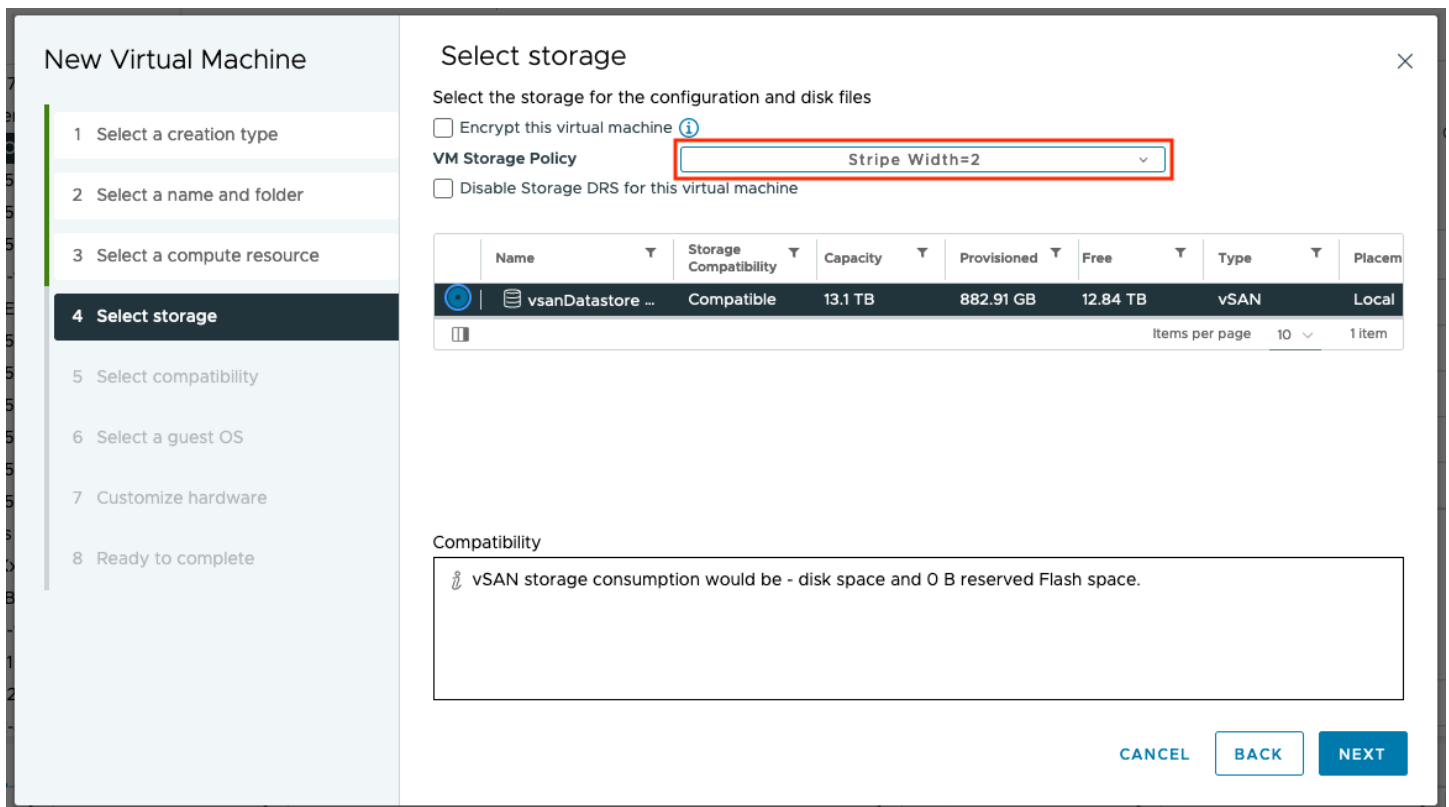 New Virtual Machine
1 Select a creation type
2 Select a name and folder
3 Select a compute resource
4 Select storage
5 Select compatibility
6 Select a guest OS
7 Customize hardware
8 Ready to complete
Select storage
Select the storage for the configuration and disk files
Encrypt this virtual machine
VM Storage Policy Stripe Width=2
Disable Storage DRS for this virtual machine
Name Storage Compatibility Capacity Provisioned Free Type Placem
vsanDatastore ... Compatible 13.1 TB 882.91 GB 12.84 TB vSAN Local
Items per page 10 1 item
Compatibility
vSAN storage consumption would be - disk space and 0 B reserved Flash space.
CANCEL BACK NEXT